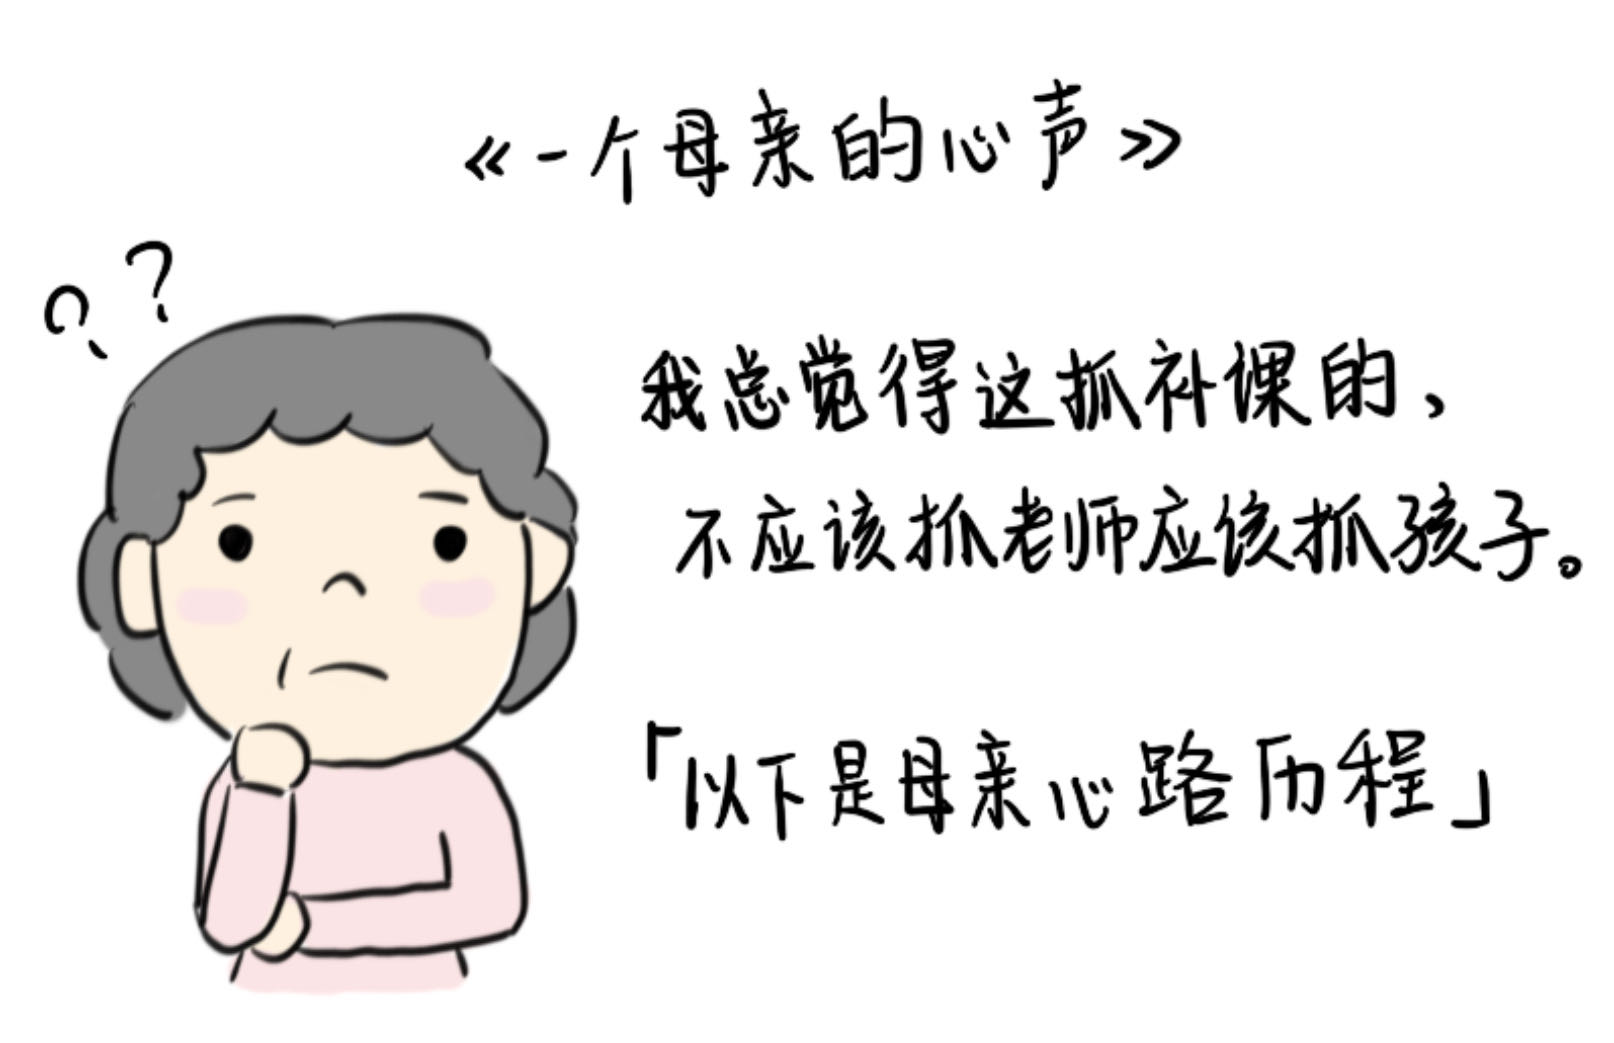 ? ?
《一个母亲的心声》
我总觉得这抓补课的,
不应该抓老师应该抓孩子。
「以下是母亲心路历程」